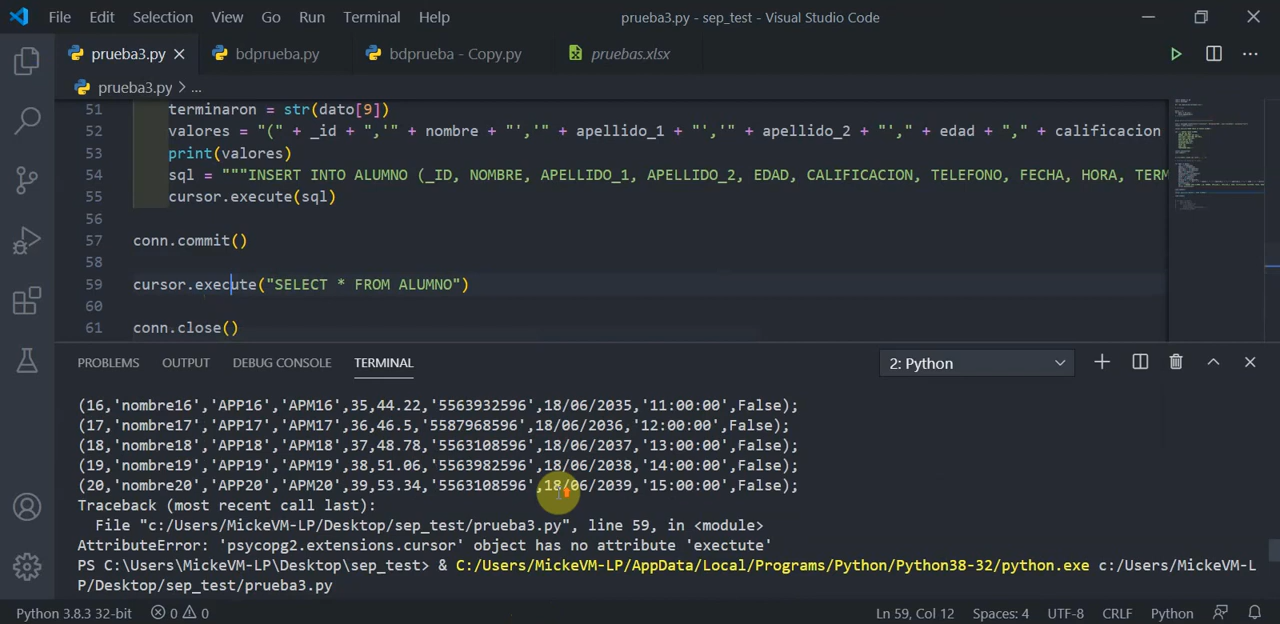 File Edit Selection View Go Run Terminal Help prueba3.py - sep_test - Visual Studio Code
prueba3.py bdprueba.py bdprueba - Copy.py pruebas.xlsx
prueba3.py > ...
51 terminaron = str(dato[9])
52 valores = "(" + _id + ",'" + nombre + "','" + apellido_1 + "','" + apellido_2 + "'," + edad + "," + calificacion
53 print(valores)
54 sql = """INSERT INTO ALUMNO (_ID, NOMBRE, APELLIDO_1, APELLIDO_2, EDAD, CALIFICACION, TELEFONO, FECHA, HORA, TERM
55 cursor.execute(sql)
56
57 conn.commit()
58
59 cursor.execute("SELECT * FROM ALUMNO")
60
61 conn.close()
PROBLEMS OUTPUT DEBUG CONSOLE TERMINAL 2: Python
(16,'nombre16','APP16','APM16',35,44.22,'5563932596',18/06/2035,'11:00:00',False);
(17,'nombre17','APP17','APM17',36,46.5,'5587968596',18/06/2036,'12:00:00',False);
(18,'nombre18','APP18','APM18',37,48.78,'5563108596',18/06/2037,'13:00:00',False);
(19,'nombre19','APP19','APM19',38,51.06,'5563982596',18/06/2038,'14:00:00',False);
(20,'nombre20','APP20','APM20',39,53.34,'5563108596',18/06/2039,'15:00:00',False);
Traceback (most recent call last):
File "c:/Users/MickeVM-LP/Desktop/sep_test/prueba3.py", line 59, in <module>
AttributeError: 'psycopg2.extensions.cursor' object has no attribute 'exectute'
PS C:\Users\MickeVM-LP\Desktop\sep_test> & C:/Users/MickeVM-LP/AppData/Local/Programs/Python/Python38-32/python.exe c:/Users/MickeVM-L
P/Desktop/sep_test/prueba3.py
Python 3.8.3 32-bit 0 0 Ln 59, Col 12 Spaces: 4 UTF-8 CRLF Python